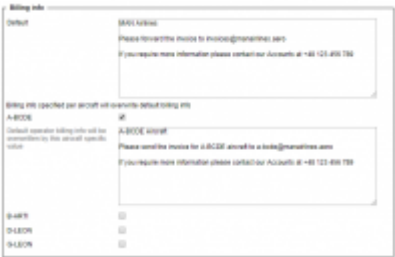 Billing info
Default
MAN Airlines
Please forward the invoice to invoices@manairlines.aero
If you require more information please contact our Accounts at +48 123 456 789
Billing info specified per aircraft will overwrite default billing info
A-BCDE
Default operator billing info will be
overwritten by this aircraft specific
value
A-BCDE Aircraft
Please send the invoice for A-BCDE aircraft to a-bcde@manairlines.aero
If you require more information please contact our Accounts at +48 123 456 789
D-LEON
G-LEON